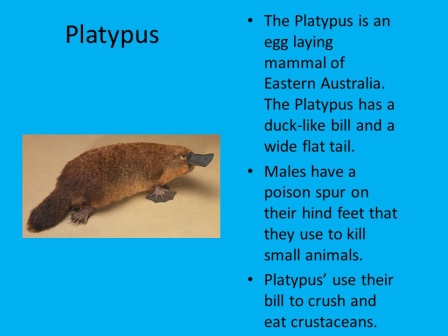 Platypus
• The Platypus is an
egg laying
mammal of
Eastern Australia.
The Platypus has a
duck-like bill and a
wide flat tail.
• Males have a
poison spur on
their hind feet that
they use to kill
small animals.
• Platypus’ use their
bill to crush and
eat crustaceans.